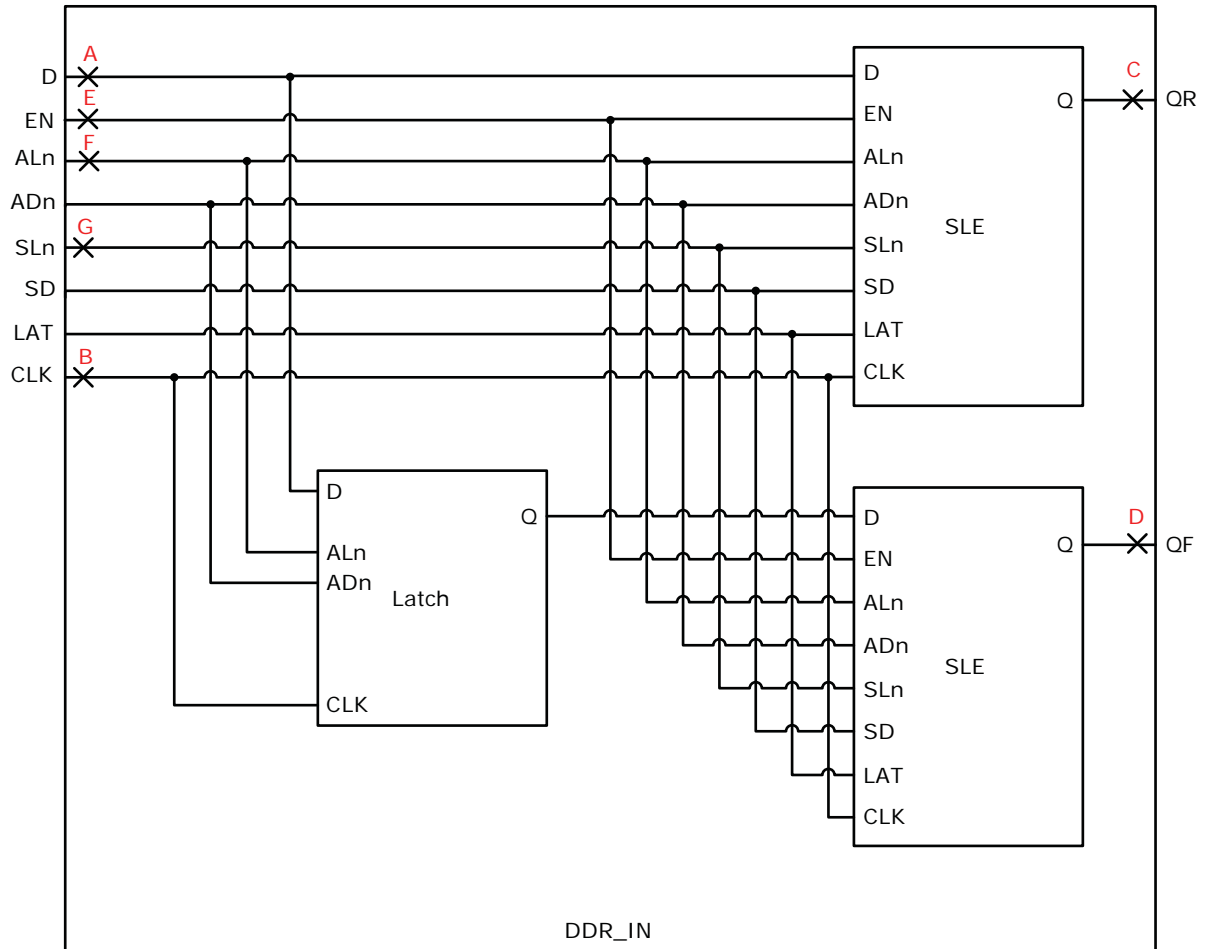 A
D
E
EN
F
ALn
ADn
G
SLn
SD
LAT
B
CLK
D
EN
ALn
ADn
SLn
SD
LAT
CLK
SLE
Q
C
QR
D
ALn
ADn
CLK
Latch
Q
D
EN
ALn
ADn
SLn
SD
LAT
CLK
SLE
Q
D
QF
DDR_IN